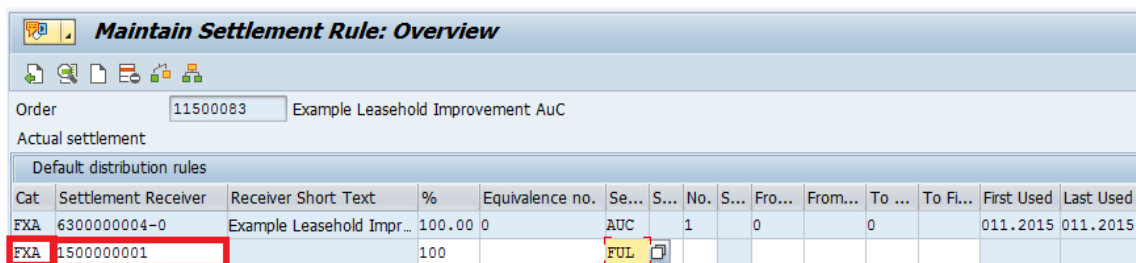 Maintain Settlement Rule: Overview
Order 11500083 Example Leasehold Improvement AuC
Actual settlement
Default distribution rules
Cat Settlement Receiver Receiver Short Text % Equivalence no. Se... S... No. S... Fro... From... To ... To Fi... First Used Last Used
FXA 6300000004-0 Example Leasehold Impr... 100.00 0 AUC 1 0 0 011.2015 011.2015
FXA 1500000001 100 FUL